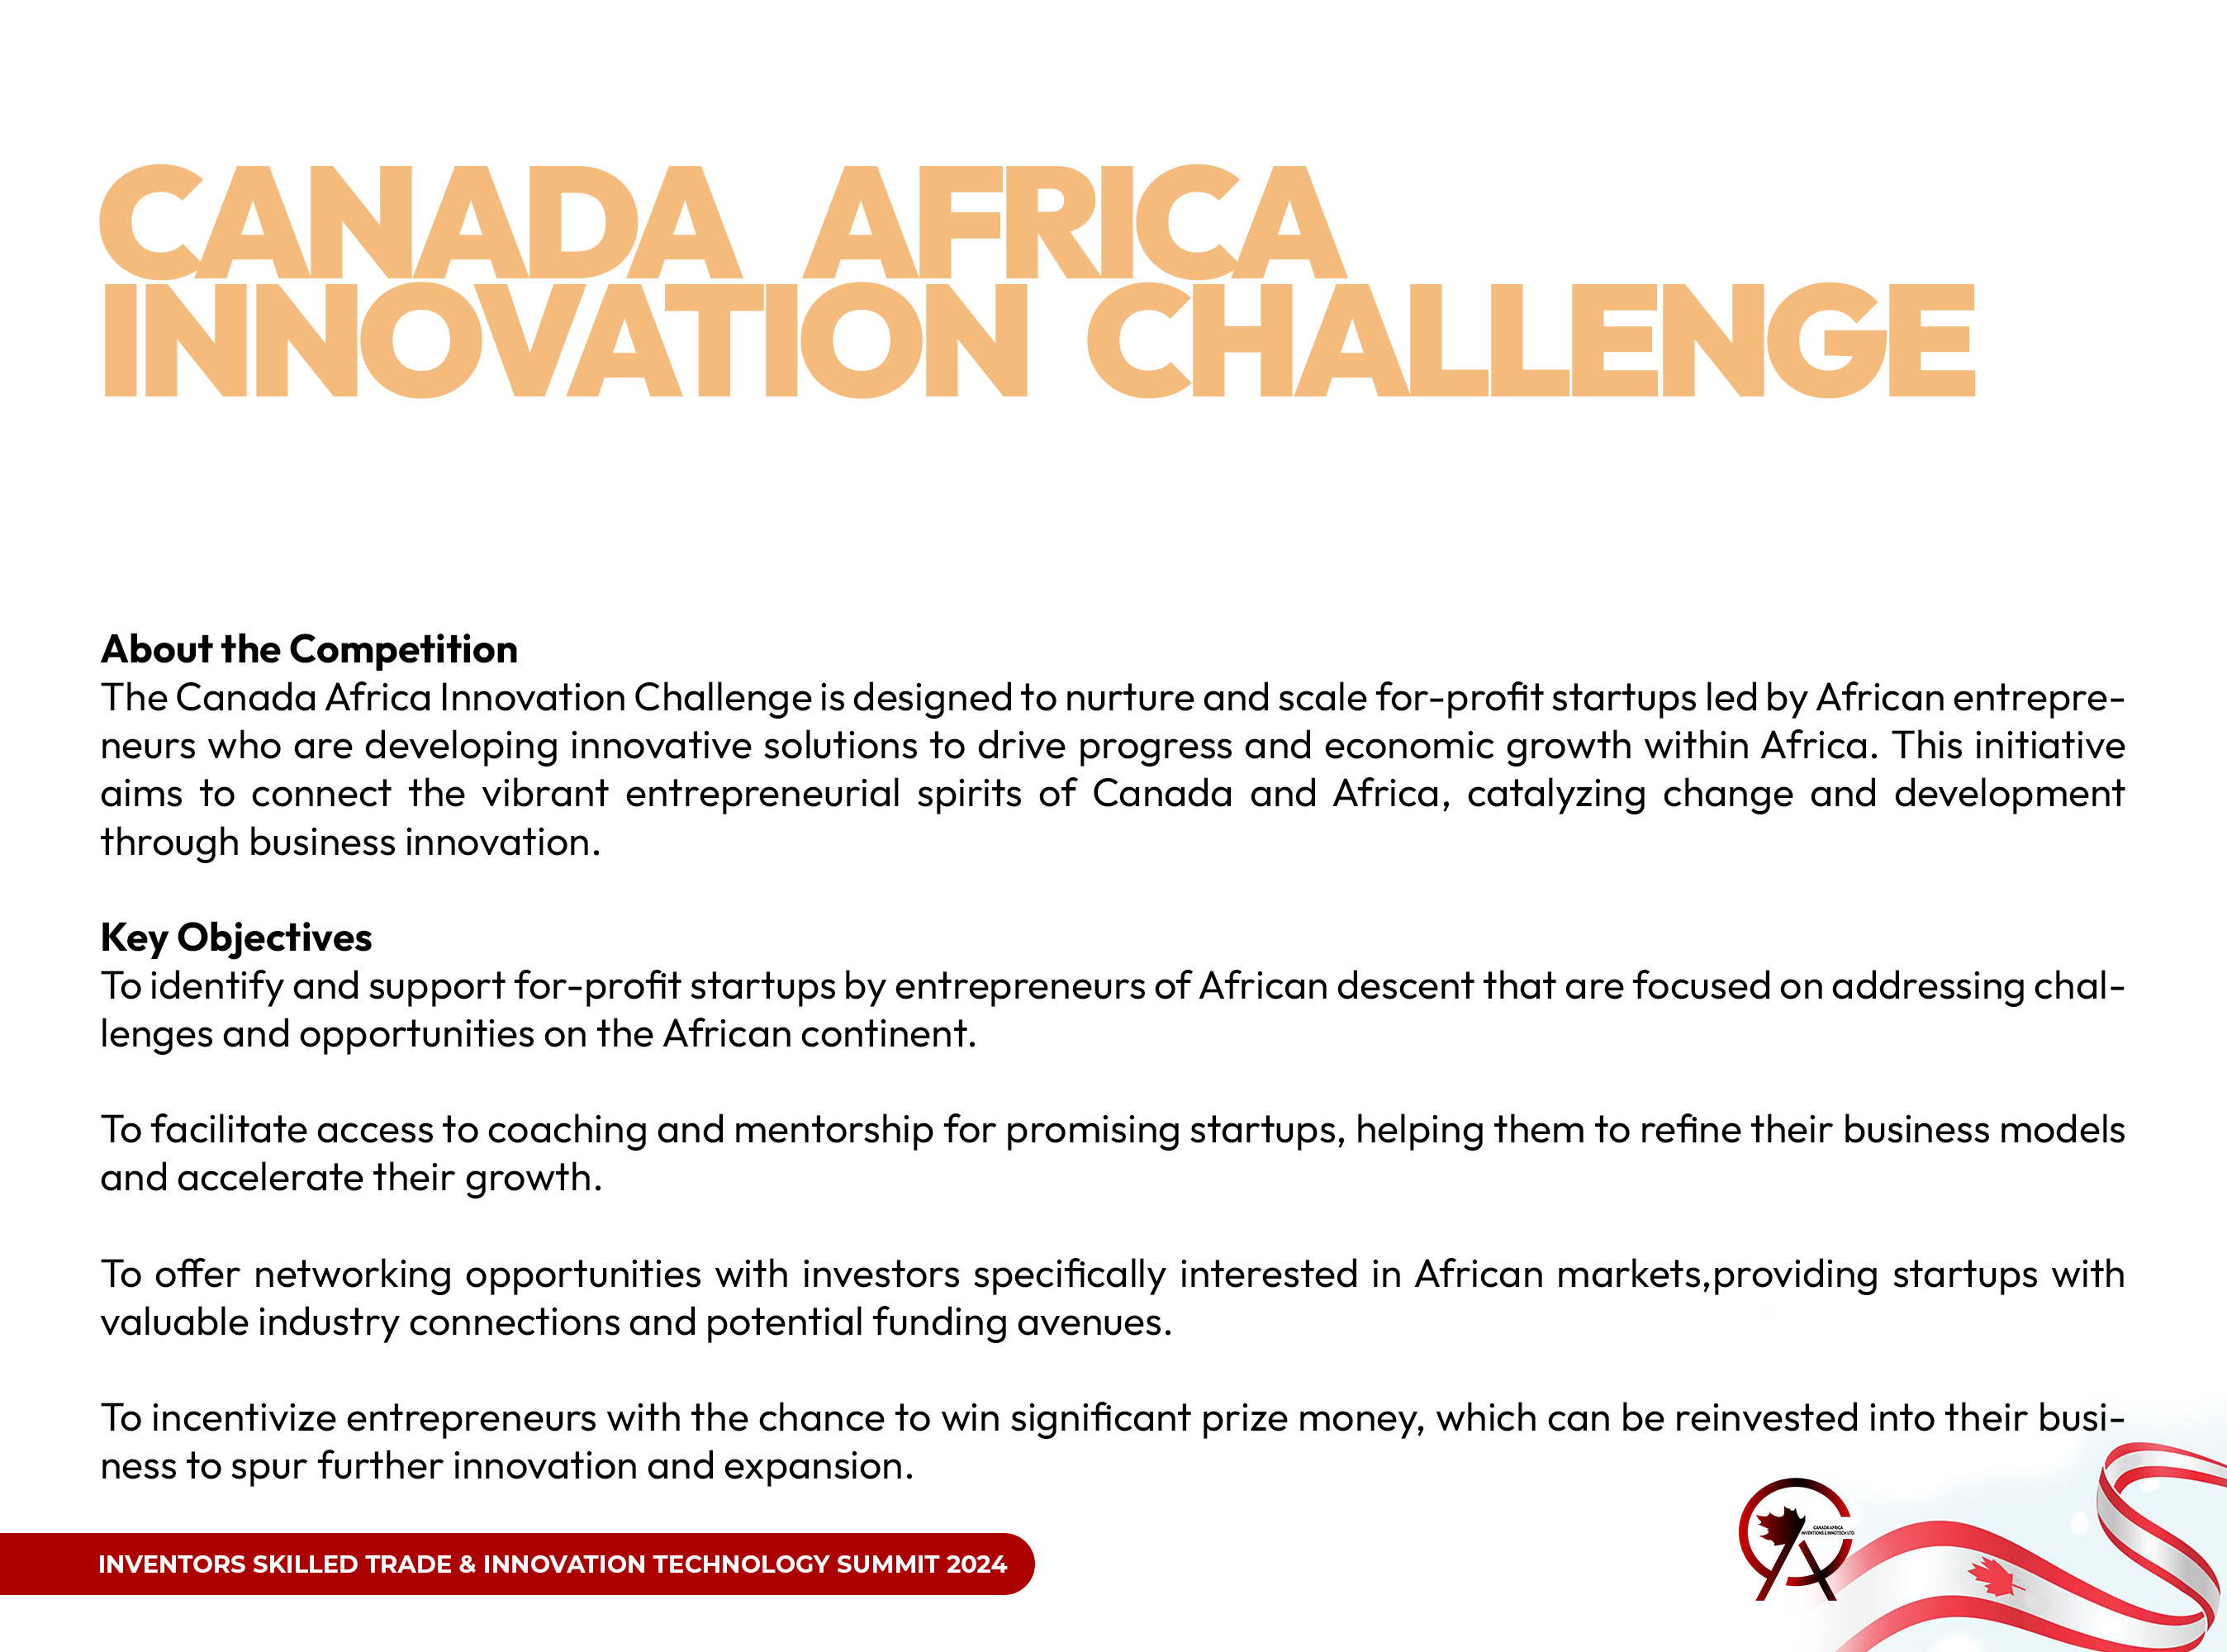 CANADA AFRICA
INNOVATION CHALLENGE
About the Competition
The Canada Africa Innovation Challenge is designed to nurture and scale for-profit startups led by African entrepre-
neurs who are developing innovative solutions to drive progress and economic growth within Africa. This initiative
aims to connect the vibrant entrepreneurial spirits of Canada and Africa, catalyzing change and development
through business innovation.
Key Objectives
To identify and support for-profit startups by entrepreneurs of African descent that are focused on addressing chal-
lenges and opportunities on the African continent.
To facilitate access to coaching and mentorship for promising startups, helping them to refine their business models
and accelerate their growth.
To offer networking opportunities with investors specifically interested in African markets,providing startups with
valuable industry connections and potential funding avenues.
To incentivize entrepreneurs with the chance to win significant prize money, which can be reinvested into their busi-
ness to spur further innovation and expansion.
INVENTORS SKILLED TRADE & INNOVATION TECHNOLOGY SUMMIT 2024
CANADA AFRICA
INVENTIONS & INNOTECH LTD